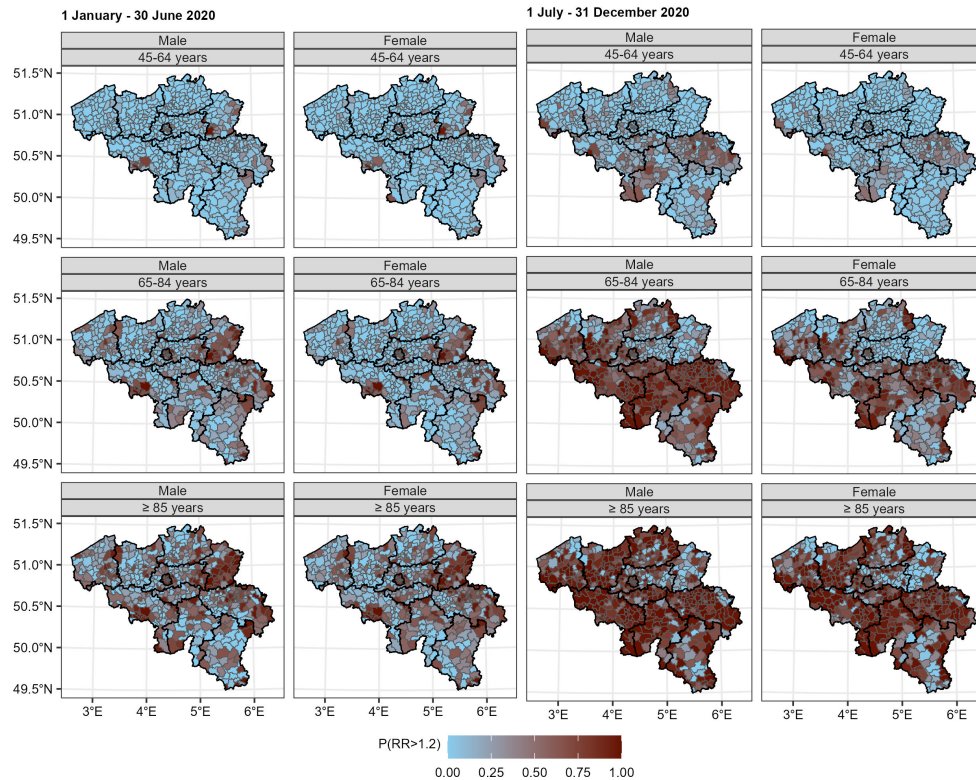 1 January - 30 June 2020
1 July - 31 December 2020
Male
Female
Male
Female
45-64 years
45-64 years
45-64 years
45-64 years
51.5°N
51.0°N
50.5°N
50.0°N
49.5°N
Male
Female
Male
Female
65-84 years
65-84 years
65-84 years
65-84 years
51.5°N
51.0°N
50.5°N
50.0°N
49.5°N
Male
Female
Male
Female
≥ 85 years
≥ 85 years
≥ 85 years
≥ 85 years
51.5°N
51.0°N
50.5°N
50.0°N
49.5°N
3°E 4°E 5°E 6°E 3°E 4°E 5°E 6°E 3°E 4°E 5°E 6°E 3°E 4°E 5°E 6°E
P(RR>1.2)
0.00 0.25 0.50 0.75 1.00